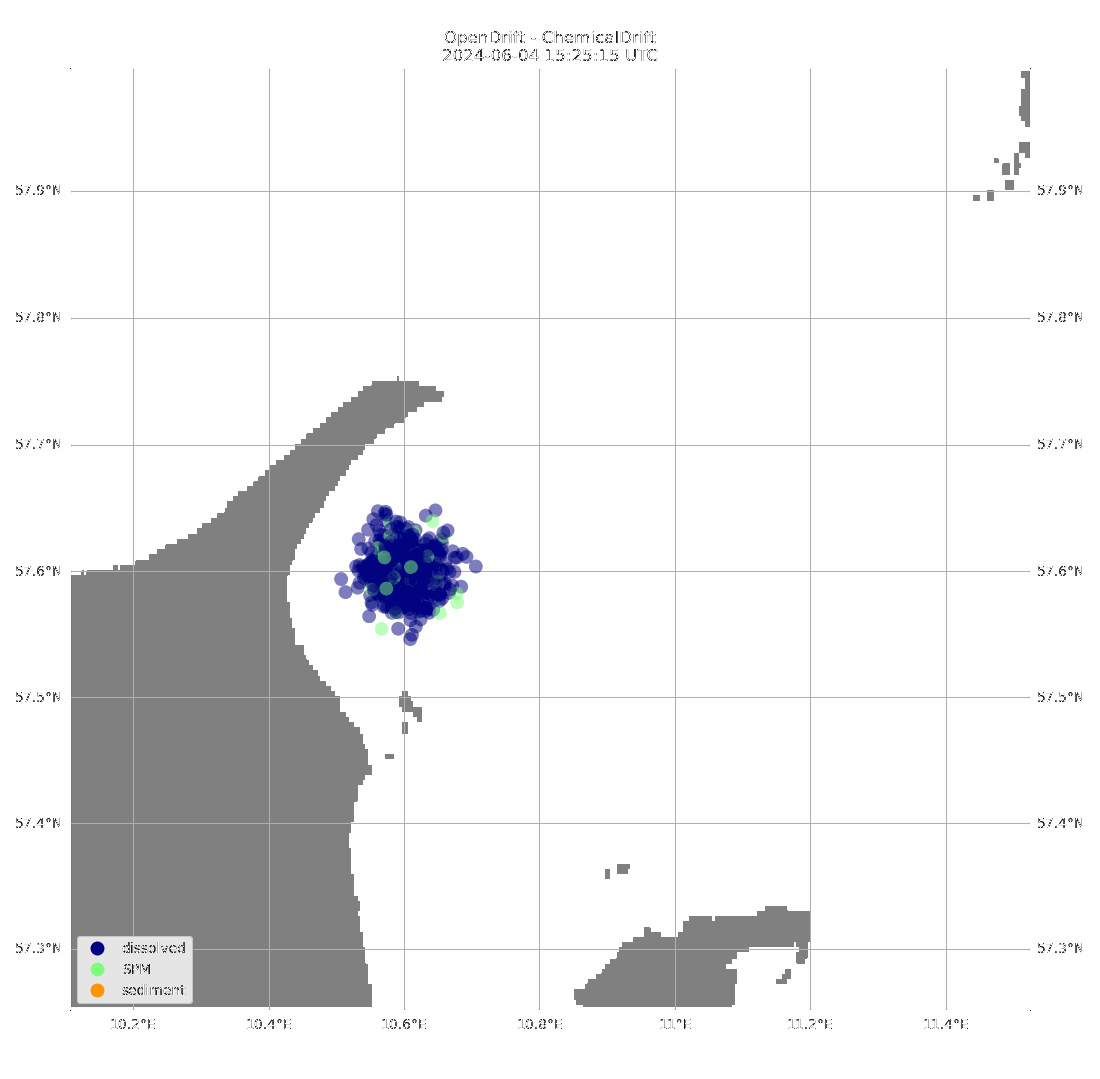 OpenDrift - ChemicalDrift
2024-06-04 15:25:15 UTC
57.9°N 57.9°N
57.8°N 57.8°N
57.7°N 57.7°N
57.6°N 57.6°N
57.5°N 57.5°N
57.4°N 57.4°N
57.3°N 57.3°N
dissolved
SPM
sediment
10.2°E 10.4°E 10.6°E 10.8°E 11°E 11.2°E 11.4°E